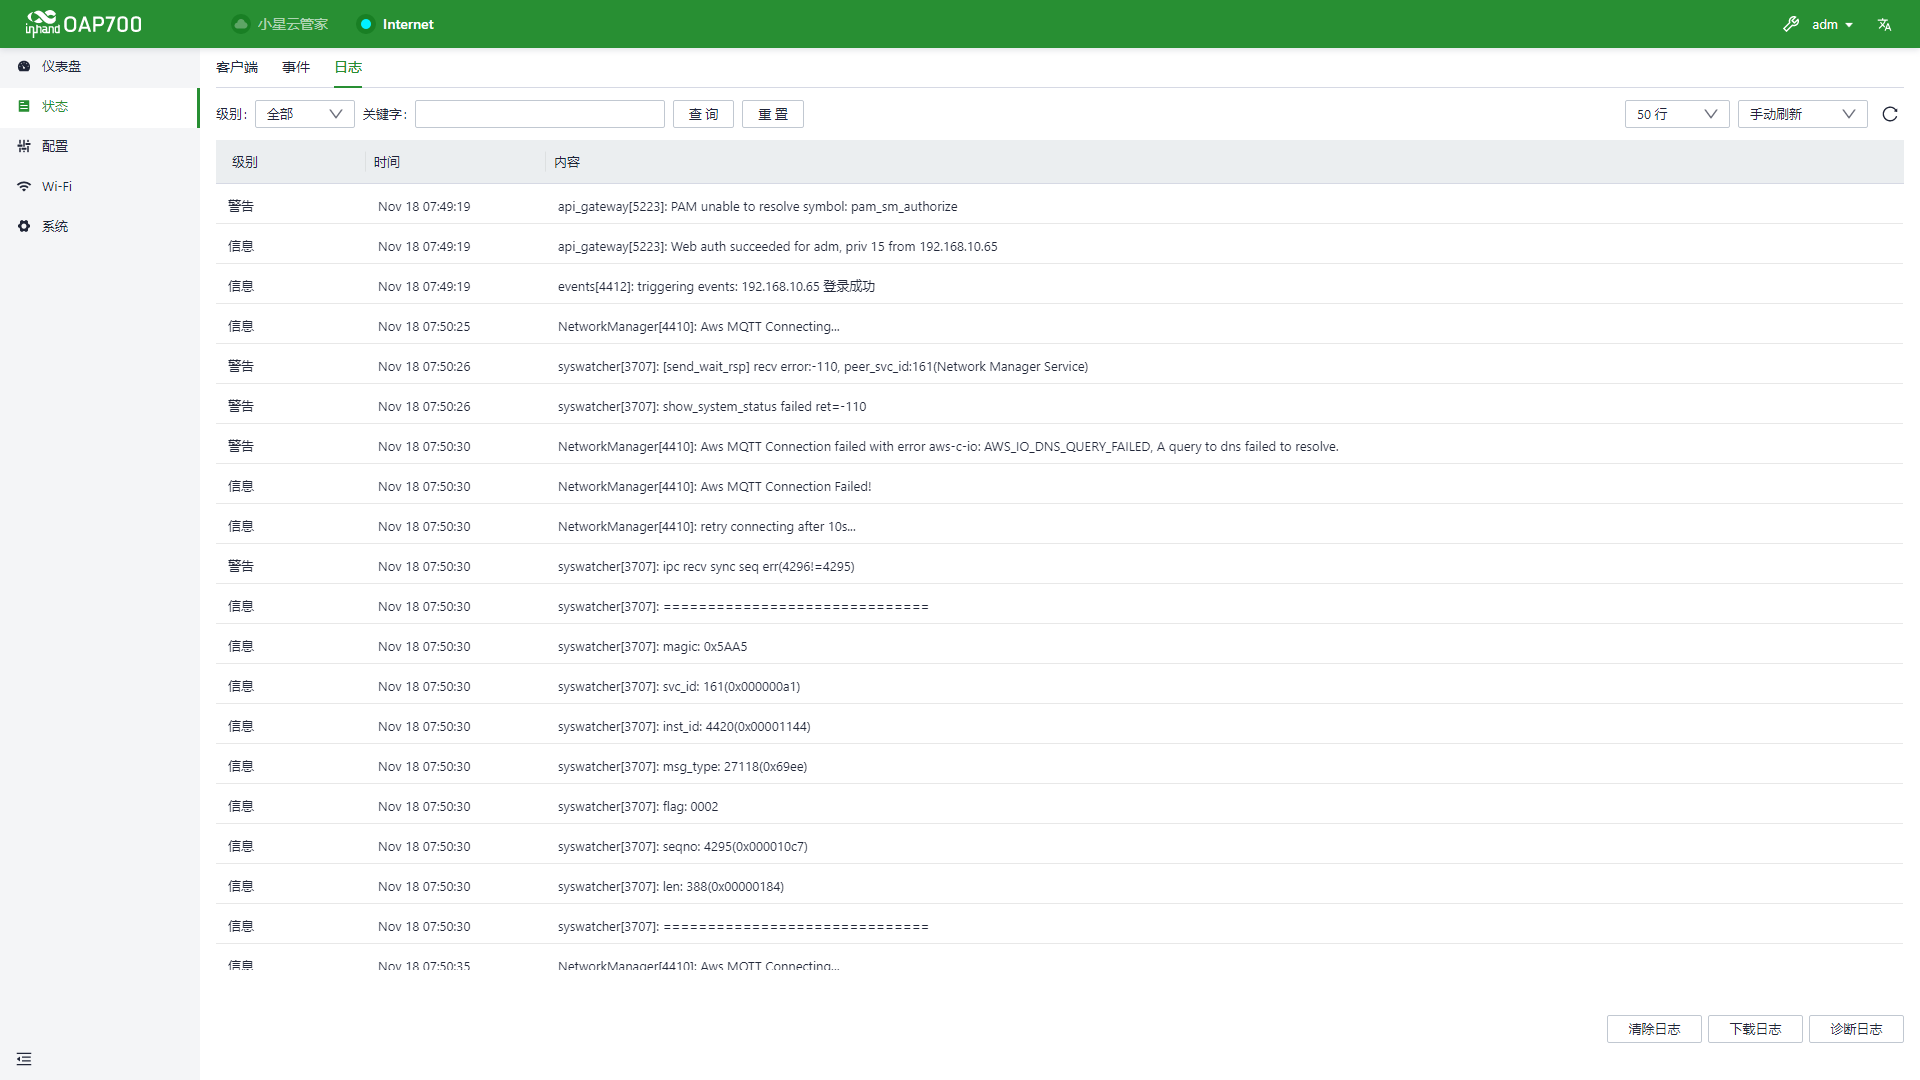 inhand OAP700
小星云管家
Internet
adm
仪表盘
状态
配置
Wi-Fi
系统
客户端 事件 日志
级别: 全部 关键字: 查 询 重 置 50 行 手动刷新
级别 时间 内容
警告 Nov 18 07:49:19 api_gateway[5223]: PAM unable to resolve symbol: pam_sm_authorize
信息 Nov 18 07:49:19 api_gateway[5223]: Web auth succeeded for adm, priv 15 from 192.168.10.65
信息 Nov 18 07:49:19 events[4412]: triggering events: 192.168.10.65 登录成功
信息 Nov 18 07:50:25 NetworkManager[4410]: Aws MQTT Connecting...
警告 Nov 18 07:50:26 syswatcher[3707]: [send_wait_rsp] recv error:-110, peer_svc_id:161(Network Manager Service)
警告 Nov 18 07:50:26 syswatcher[3707]: show_system_status failed ret=-110
警告 Nov 18 07:50:30 NetworkManager[4410]: Aws MQTT Connection failed with error aws-c-io: AWS_IO_DNS_QUERY_FAILED, A query to dns failed to resolve.
信息 Nov 18 07:50:30 NetworkManager[4410]: Aws MQTT Connection Failed!
信息 Nov 18 07:50:30 NetworkManager[4410]: retry connecting after 10s...
警告 Nov 18 07:50:30 syswatcher[3707]: ipc recv sync seq err(4296!=4295)
信息 Nov 18 07:50:30 syswatcher[3707]: ==============================
信息 Nov 18 07:50:30 syswatcher[3707]: magic: 0x5AA5
信息 Nov 18 07:50:30 syswatcher[3707]: svc_id: 161(0x000000a1)
信息 Nov 18 07:50:30 syswatcher[3707]: inst_id: 4420(0x00001144)
信息 Nov 18 07:50:30 syswatcher[3707]: msg_type: 27118(0x69ee)
信息 Nov 18 07:50:30 syswatcher[3707]: flag: 0002
信息 Nov 18 07:50:30 syswatcher[3707]: seqno: 4295(0x000010c7)
信息 Nov 18 07:50:30 syswatcher[3707]: len: 388(0x00000184)
信息 Nov 18 07:50:30 syswatcher[3707]: ==============================
信息 Nov 18 07:50:35 NetworkManager[4410]: Aws MQTT Connecting...
清除日志 下载日志 诊断日志